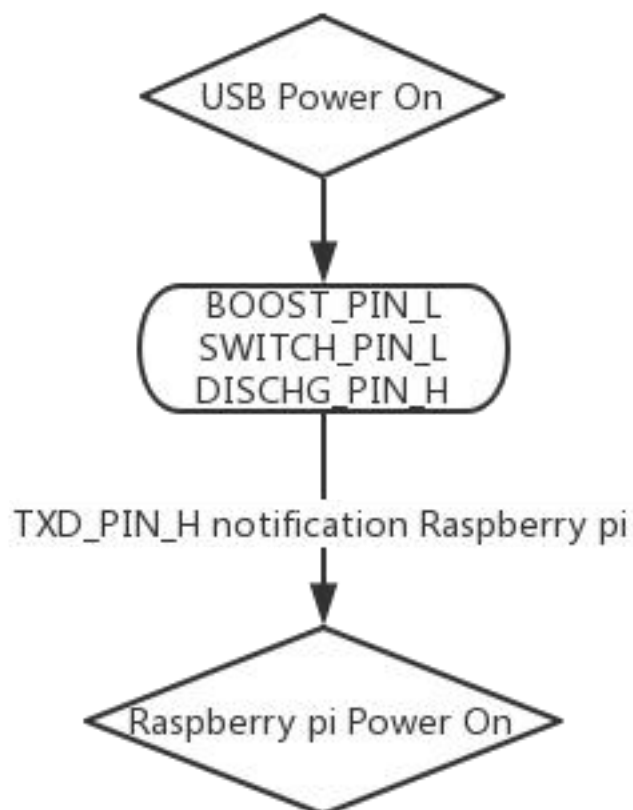 USB Power On
BOOST_PIN_L
SWITCH_PIN_L
DISCHG_PIN_H
TXD_PIN_H notification Raspberry pi
Raspberry pi Power On